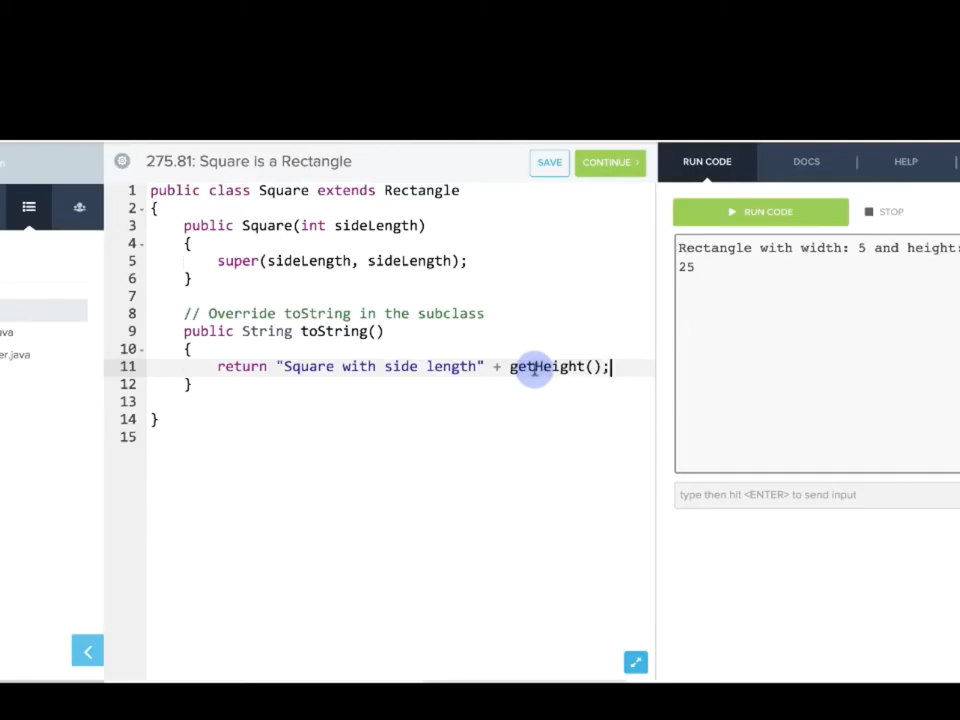 275.81: Square is a Rectangle
SAVE
CONTINUE ›
RUN CODE
DOCS
HELP
1 public class Square extends Rectangle
2 {
3     public Square(int sideLength)
4     {
5         super(sideLength, sideLength);
6     }
7
8     // Override toString in the subclass
9     public String toString()
10     {
11         return "Square with side length" + getHeight();
12     }
13
14 }
15
RUN CODE
STOP
Rectangle with width: 5 and height:
25
type then hit <ENTER> to send input
er.java